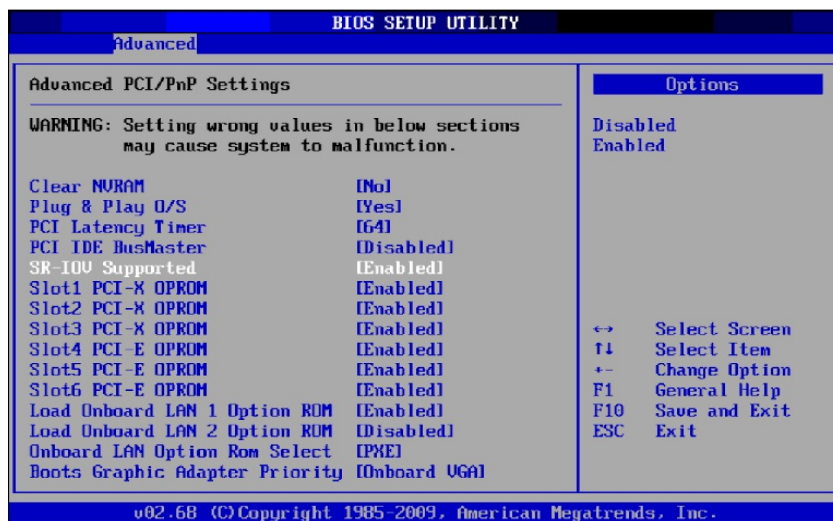 BIOS SETUP UTILITY
Advanced
Advanced PCI/PnP Settings
WARNING: Setting wrong values in below sections
may cause system to malfunction.
Clear NVRAM [No]
Plug & Play O/S [Yes]
PCI Latency Timer [64]
PCI IDE BusMaster [Disabled]
SR-IOV Supported [Enabled]
Slot1 PCI-X OPROM [Enabled]
Slot2 PCI-X OPROM [Enabled]
Slot3 PCI-X OPROM [Enabled]
Slot4 PCI-E OPROM [Enabled]
Slot5 PCI-E OPROM [Enabled]
Slot6 PCI-E OPROM [Enabled]
Load Onboard LAN 1 Option ROM [Enabled]
Load Onboard LAN 2 Option ROM [Disabled]
Onboard LAN Option Rom Select [PXE]
Boots Graphic Adapter Priority [Onboard VGA]
Options
Disabled
Enabled
↔ Select Screen
↑↓ Select Item
+- Change Option
F1 General Help
F10 Save and Exit
ESC Exit
v02.68 (C)Copyright 1985-2009, American Megatrends, Inc.